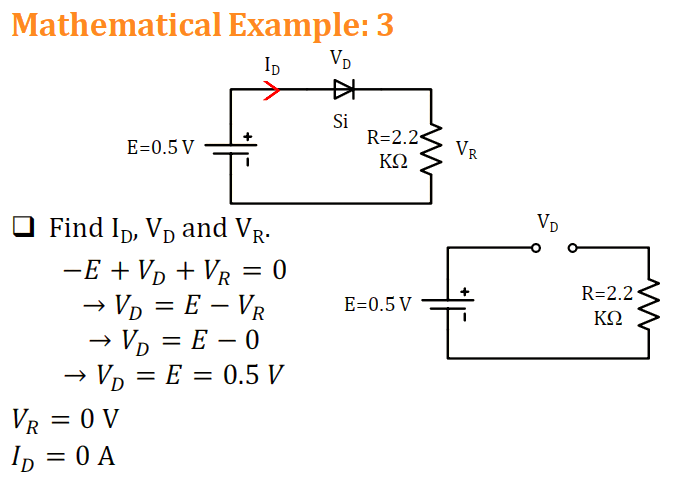 Mathematical Example: 3
I_D V_D
Si
E=0.5 V
+
R=2.2
KΩ
V_R
❑ Find I_D, V_D and V_R.
−E + V_D + V_R = 0
→ V_D = E − V_R
→ V_D = E − 0
→ V_D = E = 0.5 V
V_R = 0 V
I_D = 0 A
V_D
E=0.5 V
+
R=2.2
KΩ